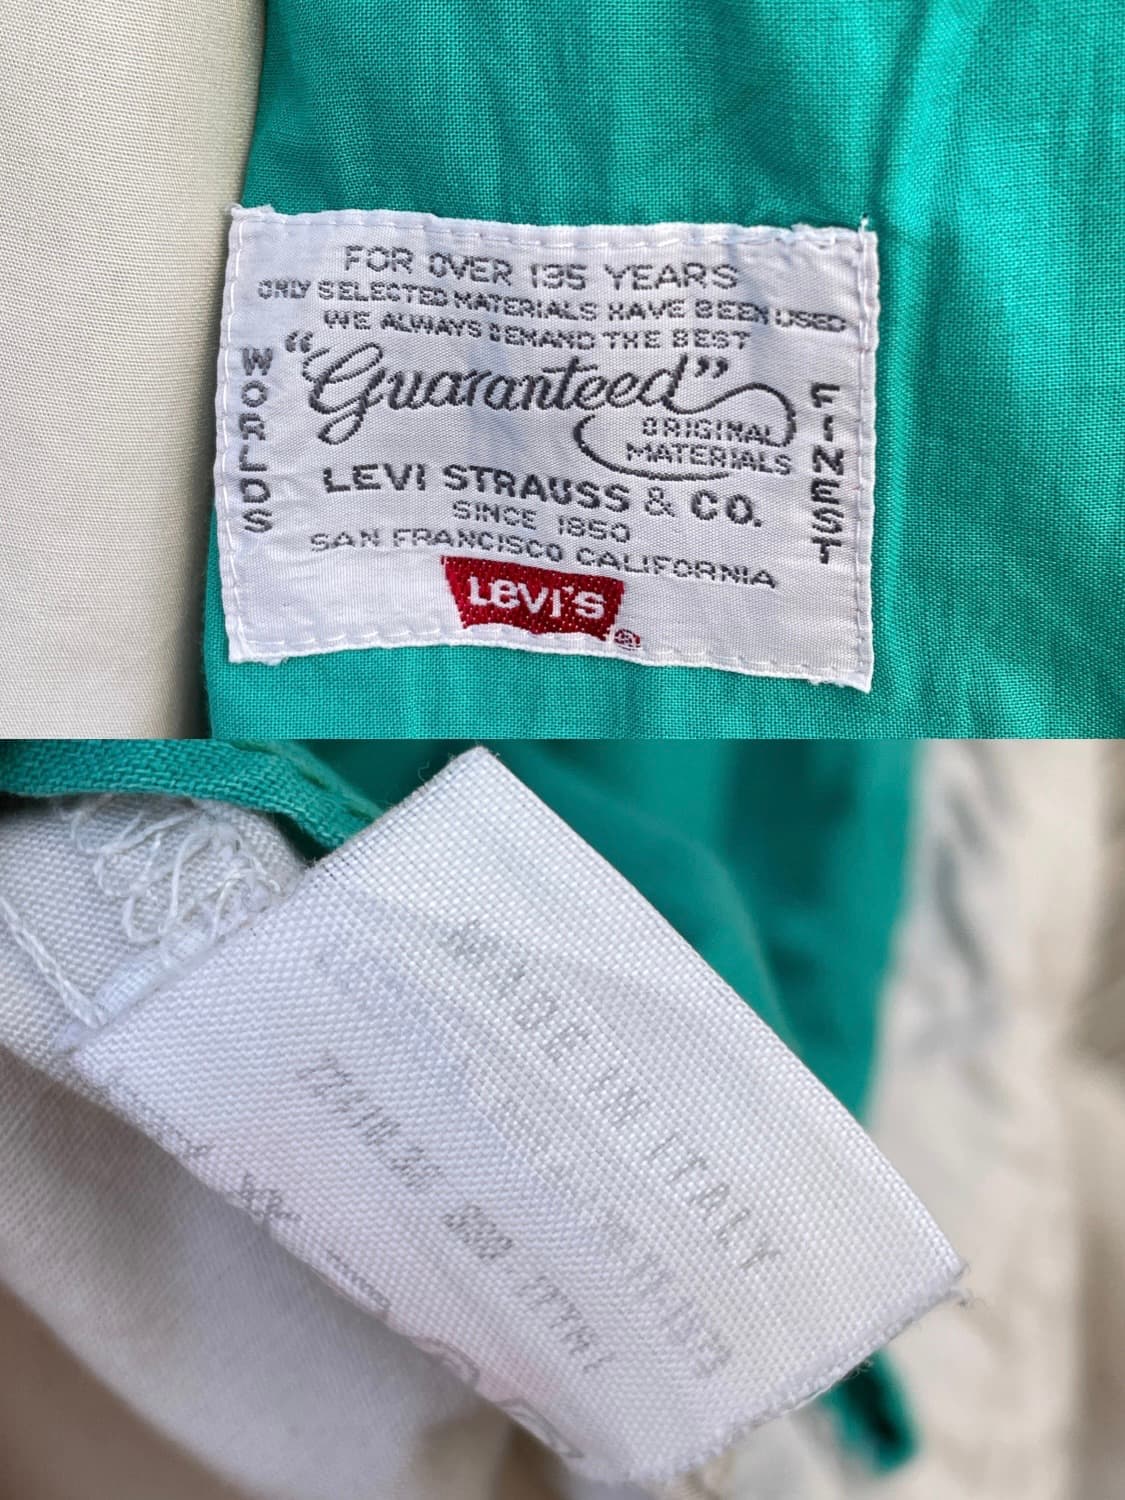 FOR OVER 135 YEARS
ONLY SELECTED MATERIALS HAVE BEEN USED
WE ALWAYS DEMAND THE BEST
WORLDS
"Guaranteed"
FINEST
ORIGINAL
MATERIALS
LEVI STRAUSS & CO.
SINCE 1850
SAN FRANCISCO CALIFORNIA
Levi's
®
MADE IN ITALY